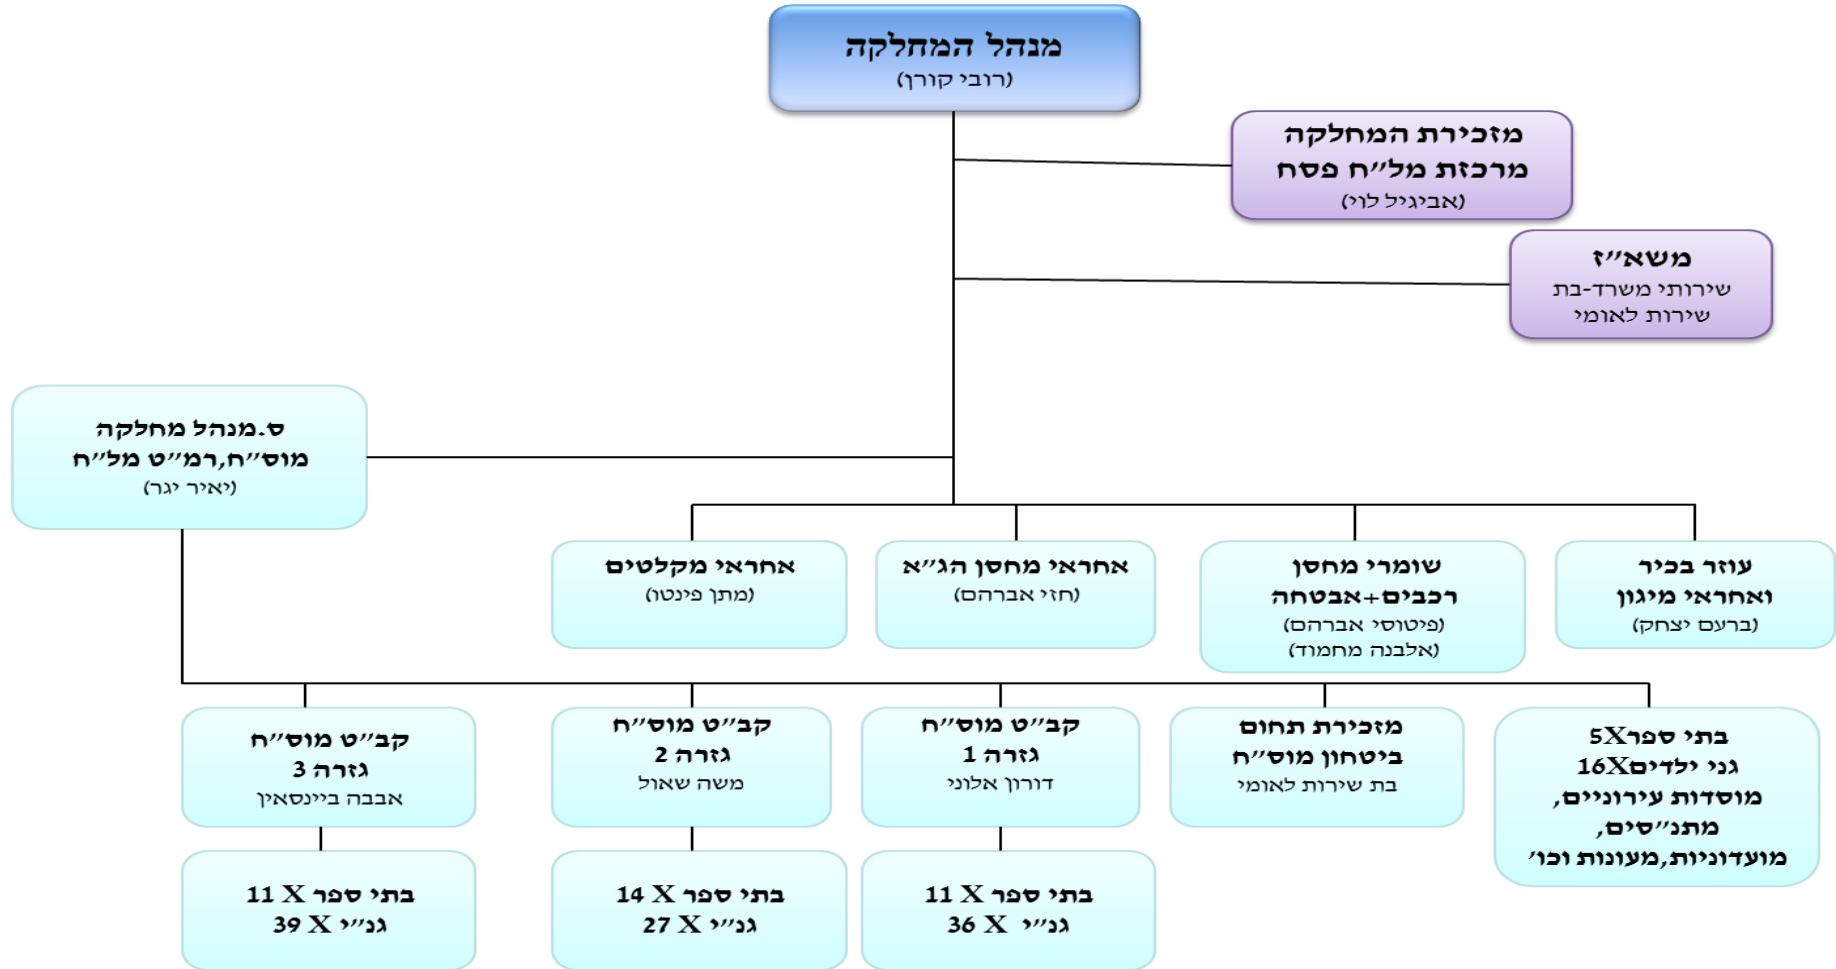 מנהל המחלקה
(רובי קורן)
מזכירת המחלקה
מרכזת מל״ח פסח
(אביגיל לוי)
משא״ז
שירותי משרד-בת
שירות לאומי
ס.מנהל מחלקה
מוס״ח,רמ״ט מל״ח
(יאיר יגר)
עוזר בכיר
ואחראי מיגון
(ברעם יצחק)
שומרי מחסן
רכבים+אבטחה
(פיטוסי אברהם)
(אלבנה מחמוד)
אחראי מחסן הג״א
(חזי אברהם)
אחראי מקלטים
(מתן פינטו)
בתי ספרX5
גני ילדיםX16
מוסדות עירוניים,
מתנ״סים,
מועדוניות,מעונות וכו׳
מזכירת תחום
ביטחון מוס״ח
בת שירות לאומי
קב״ט מוס״ח
גזרה 1
דורון אלוני
קב״ט מוס״ח
גזרה 2
משה שאול
קב״ט מוס״ח
גזרה 3
אבבה ביינסאין
בתי ספר X 11
גנ״י X 36
בתי ספר X 14
גנ״י X 27
בתי ספר X 11
גנ״י X 39